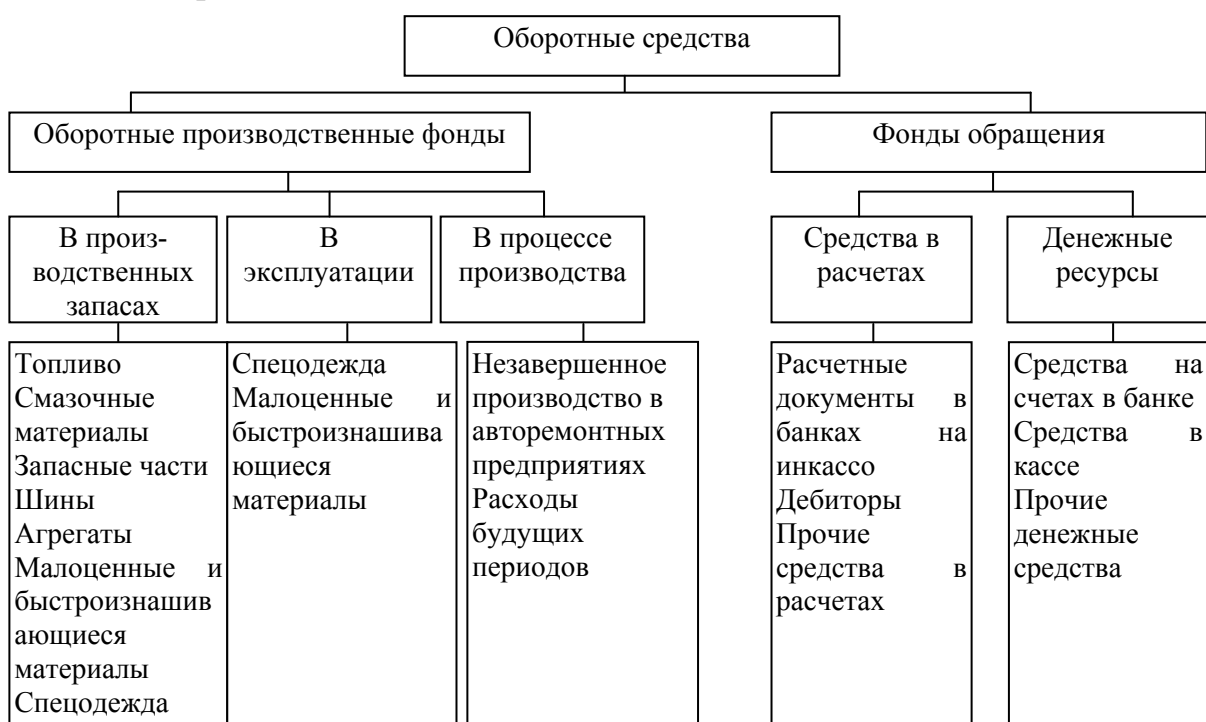 Оборотные средства
Оборотные производственные фонды
Фонды обращения
В произ-
водственных
запасах
В
эксплуатации
В процессе
производства
Средства в
расчетах
Денежные
ресурсы
Топливо
Смазочные
материалы
Запасные части
Шины
Агрегаты
Малоценные и
быстроизнашив
ающиеся
материалы
Спецодежда
Спецодежда
Малоценные и
быстроизнашива
ющиеся
материалы
Незавершенное
производство в
авторемонтных
предприятиях
Расходы
будущих
периодов
Расчетные
документы в
банках на
инкассо
Дебиторы
Прочие
средства в
расчетах
Средства на
счетах в банке
Средства в
кассе
Прочие
денежные
средства